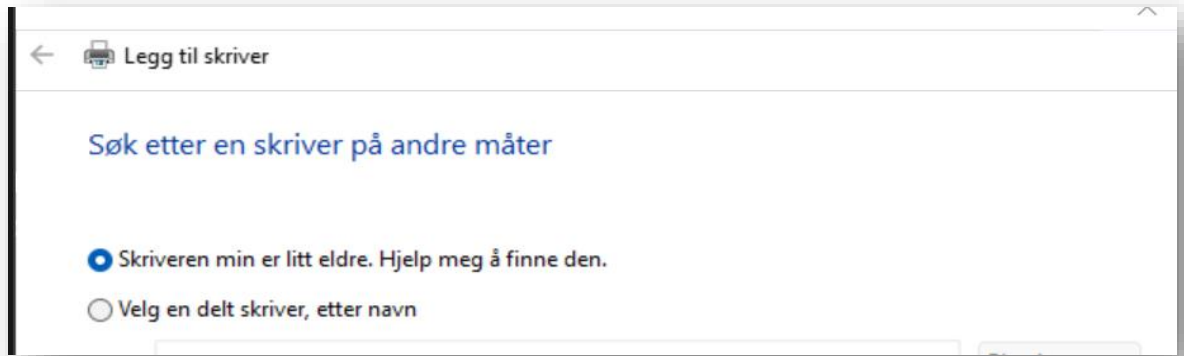 Legg til skriver
Søk etter en skriver på andre måter
Skriveren min er litt eldre. Hjelp meg å finne den.
Velg en delt skriver, etter navn